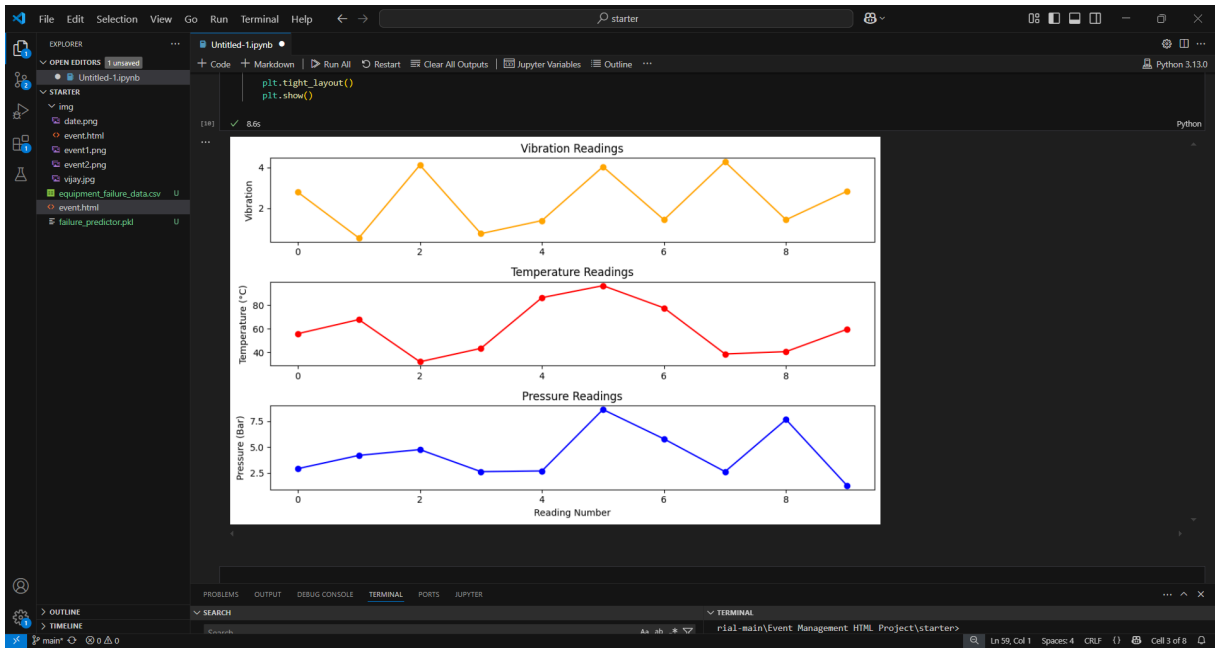 File Edit Selection View Go Run Terminal Help
starter
EXPLORER
OPEN EDITORS 1 unsaved
Untitled-1.ipynb
STARTER
img
date.png
event.html
event1.png
event2.png
vijay.jpg
equipment_failure_data.csv U
event.html
failure_predictor.pkl U
OUTLINE
TIMELINE
Untitled-1.ipynb
Code Markdown Run All Restart Clear All Outputs Jupyter Variables Outline ...
Python 3.13.0
plt.tight_layout()
plt.show()
[10] 8.6s
Python
Vibration Readings
Vibration
4
2
0 2 4 6 8
Temperature Readings
Temperature (°C)
80
60
40
0 2 4 6 8
Pressure Readings
Pressure (Bar)
7.5
5.0
2.5
0 2 4 6 8
Reading Number
PROBLEMS OUTPUT DEBUG CONSOLE TERMINAL PORTS JUPYTER
SEARCH
Search
Aa ab .*
TERMINAL
rial-main\Event Management HTML Project\starter>
main* 0 0 Ln 59, Col 1 Spaces: 4 CRLF {} Cell 3 of 8